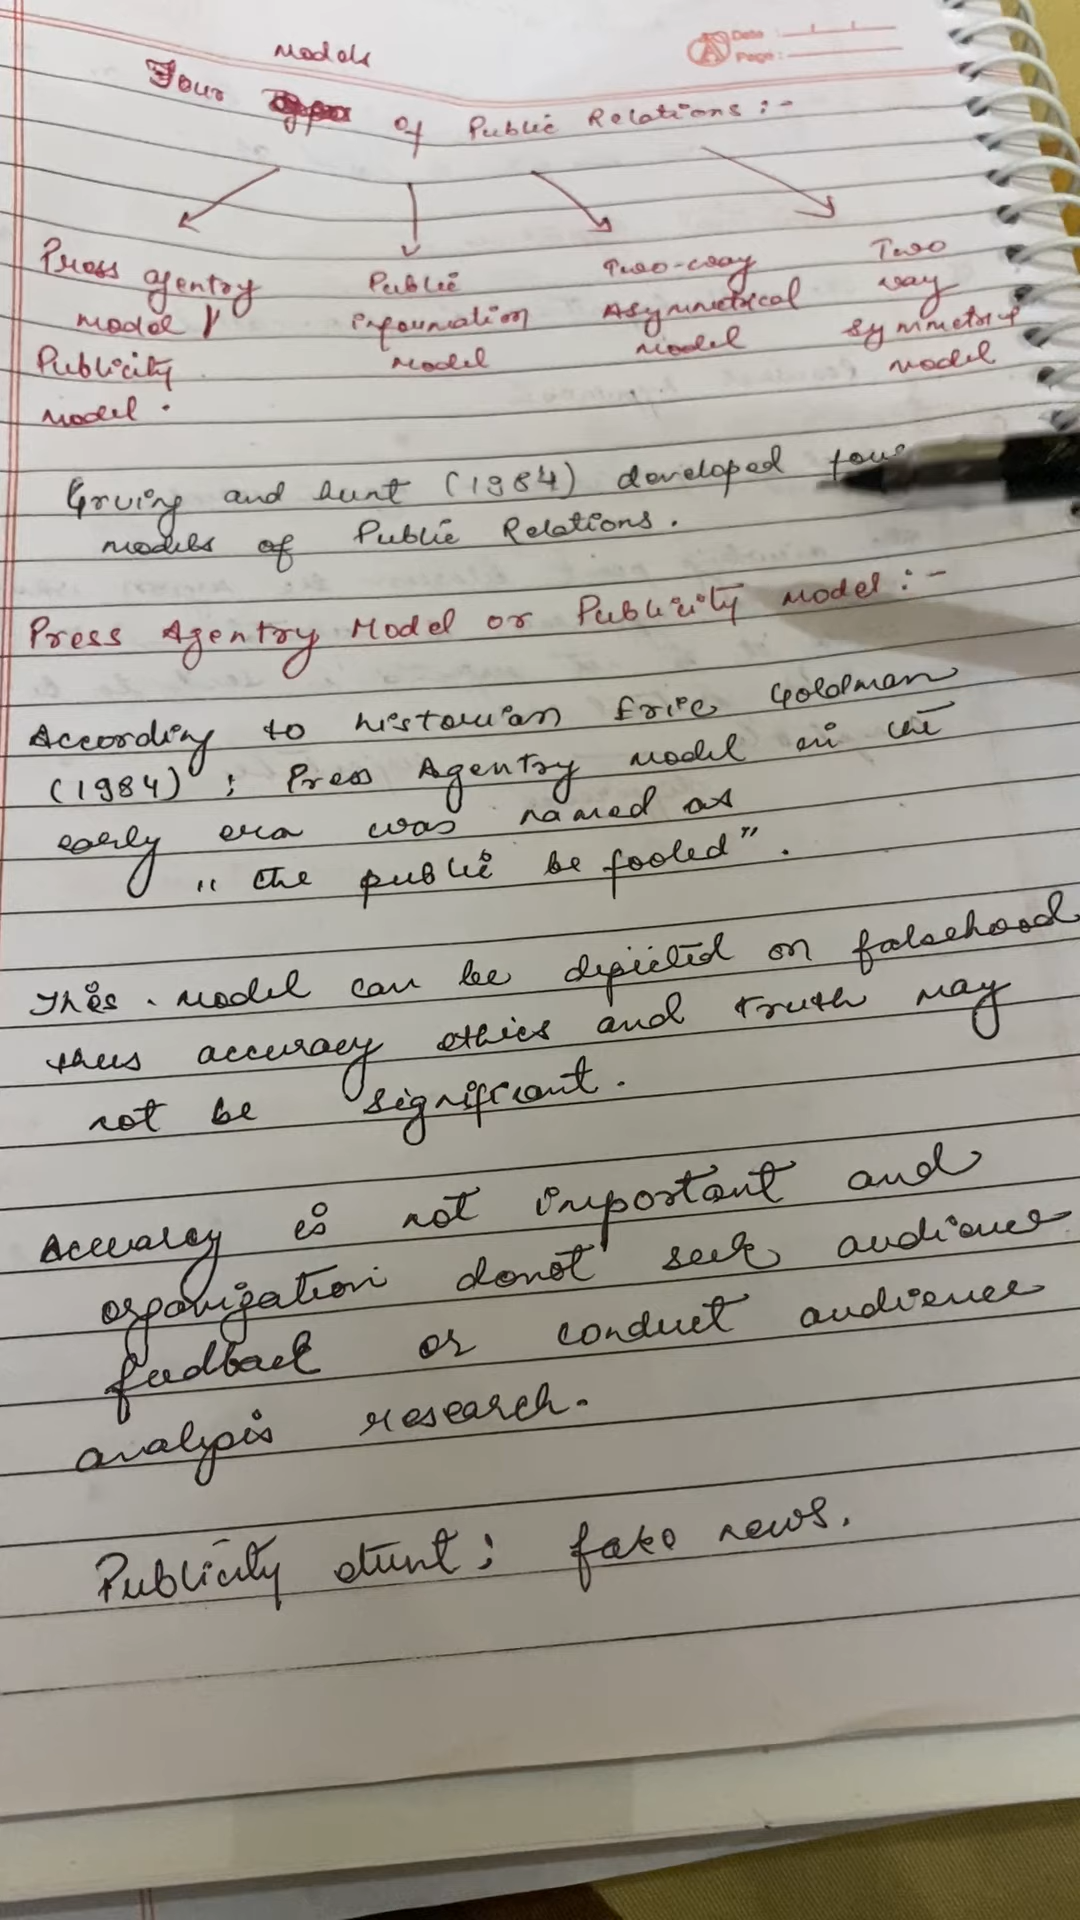 Date :
Page :
Models
Four of Public Relations :-
Press agentry model / Publicity model .
Public information model
Two-way Asymmetrical model
Two way symmetric model
Gruing and hunt (1984) developed four
models of Public Relations .
Press Agentry Model or Publicity model :-
According to historian Eric Goldman
(1984) ; Press Agentry model in the
early era was named as
" the public be fooled" .
This . model can be depicted on falsehood
thus accuracy ethics and truth may
not be significant .
Accuracy is not important and
organization donot seek audience
feedback or conduct audience
analysis research .
Publicity stunt ; fake news .